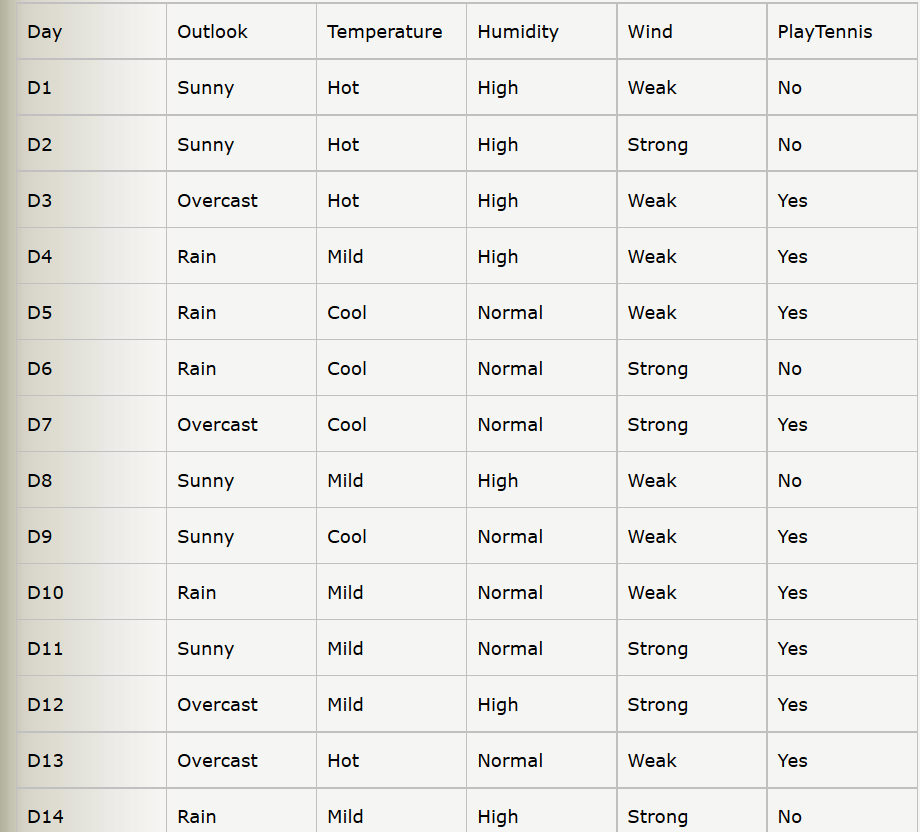 Day Outlook Temperature Humidity Wind PlayTennis
D1 Sunny Hot High Weak No
D2 Sunny Hot High Strong No
D3 Overcast Hot High Weak Yes
D4 Rain Mild High Weak Yes
D5 Rain Cool Normal Weak Yes
D6 Rain Cool Normal Strong No
D7 Overcast Cool Normal Strong Yes
D8 Sunny Mild High Weak No
D9 Sunny Cool Normal Weak Yes
D10 Rain Mild Normal Weak Yes
D11 Sunny Mild Normal Strong Yes
D12 Overcast Mild High Strong Yes
D13 Overcast Hot Normal Weak Yes
D14 Rain Mild High Strong No